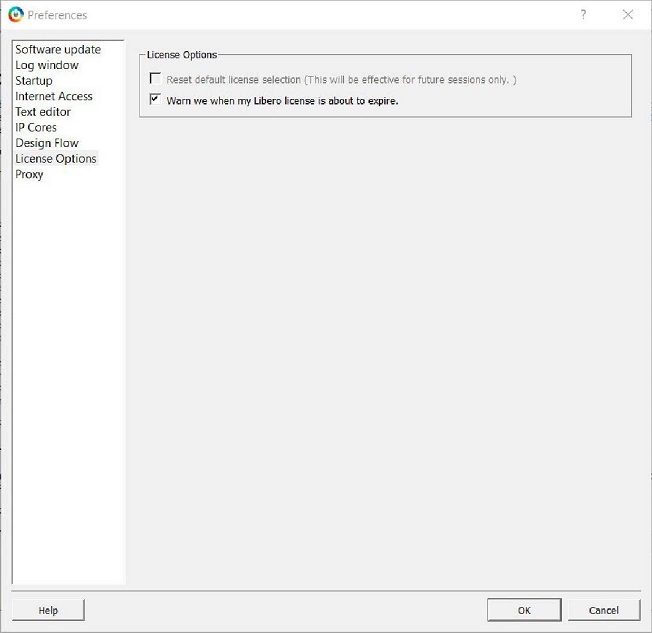 Preferences
?
Software update
Log window
Startup
Internet Access
Text editor
IP Cores
Design Flow
License Options
Proxy
License Options
Reset default license selection (This will be effective for future sessions only. )
Warn we when my Libero license is about to expire.
Help
OK
Cancel